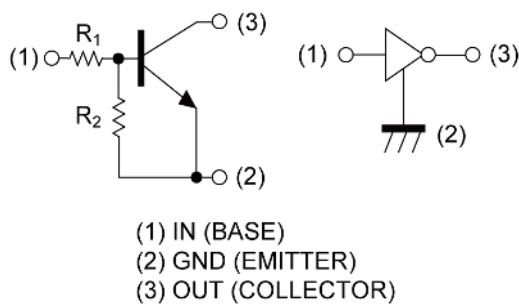 (3)
R1
(1)
R2
(2)
(1)
(3)
(2)
(1) IN (BASE)
(2) GND (EMITTER)
(3) OUT (COLLECTOR)